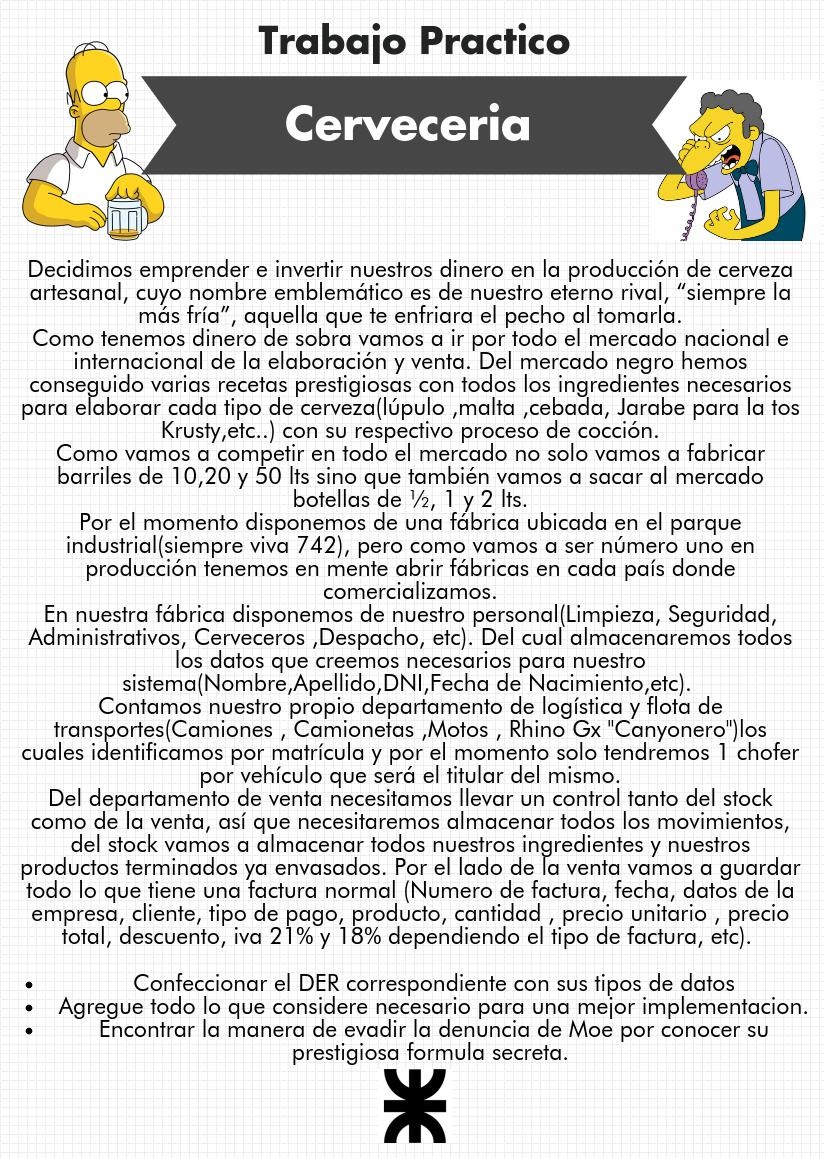 Trabajo Practico
Cerveceria
Decidimos emprender e invertir nuestros dinero en la producción de cerveza
artesanal, cuyo nombre emblemático es de nuestro eterno rival, “siempre la
más fría”, aquella que te enfriara el pecho al tomarla.
Como tenemos dinero de sobra vamos a ir por todo el mercado nacional e
internacional de la elaboración y venta. Del mercado negro hemos
conseguido varias recetas prestigiosas con todos los ingredientes necesarios
para elaborar cada tipo de cerveza(lúpulo ,malta ,cebada, Jarabe para la tos
Krusty,etc..) con su respectivo proceso de cocción.
Como vamos a competir en todo el mercado no solo vamos a fabricar
barriles de 10,20 y 50 lts sino que también vamos a sacar al mercado
botellas de ½, 1 y 2 lts.
Por el momento disponemos de una fábrica ubicada en el parque
industrial(siempre viva 742), pero como vamos a ser número uno en
producción tenemos en mente abrir fábricas en cada país donde
comercializamos.
En nuestra fábrica disponemos de nuestro personal(Limpieza, Seguridad,
Administrativos, Cerveceros ,Despacho, etc). Del cual almacenaremos todos
los datos que creemos necesarios para nuestro
sistema(Nombre,Apellido,DNI,Fecha de Nacimiento,etc).
Contamos nuestro propio departamento de logística y flota de
transportes(Camiones , Camionetas ,Motos , Rhino Gx "Canyonero")los
cuales identificamos por matrícula y por el momento solo tendremos 1 chofer
por vehículo que será el titular del mismo.
Del departamento de venta necesitamos llevar un control tanto del stock
como de la venta, así que necesitaremos almacenar todos los movimientos,
del stock vamos a almacenar todos nuestros ingredientes y nuestros
productos terminados ya envasados. Por el lado de la venta vamos a guardar
todo lo que tiene una factura normal (Numero de factura, fecha, datos de la
empresa, cliente, tipo de pago, producto, cantidad , precio unitario , precio
total, descuento, iva 21% y 18% dependiendo el tipo de factura, etc).
• Confeccionar el DER correspondiente con sus tipos de datos
• Agregue todo lo que considere necesario para una mejor implementacion.
• Encontrar la manera de evadir la denuncia de Moe por conocer su
prestigiosa formula secreta.